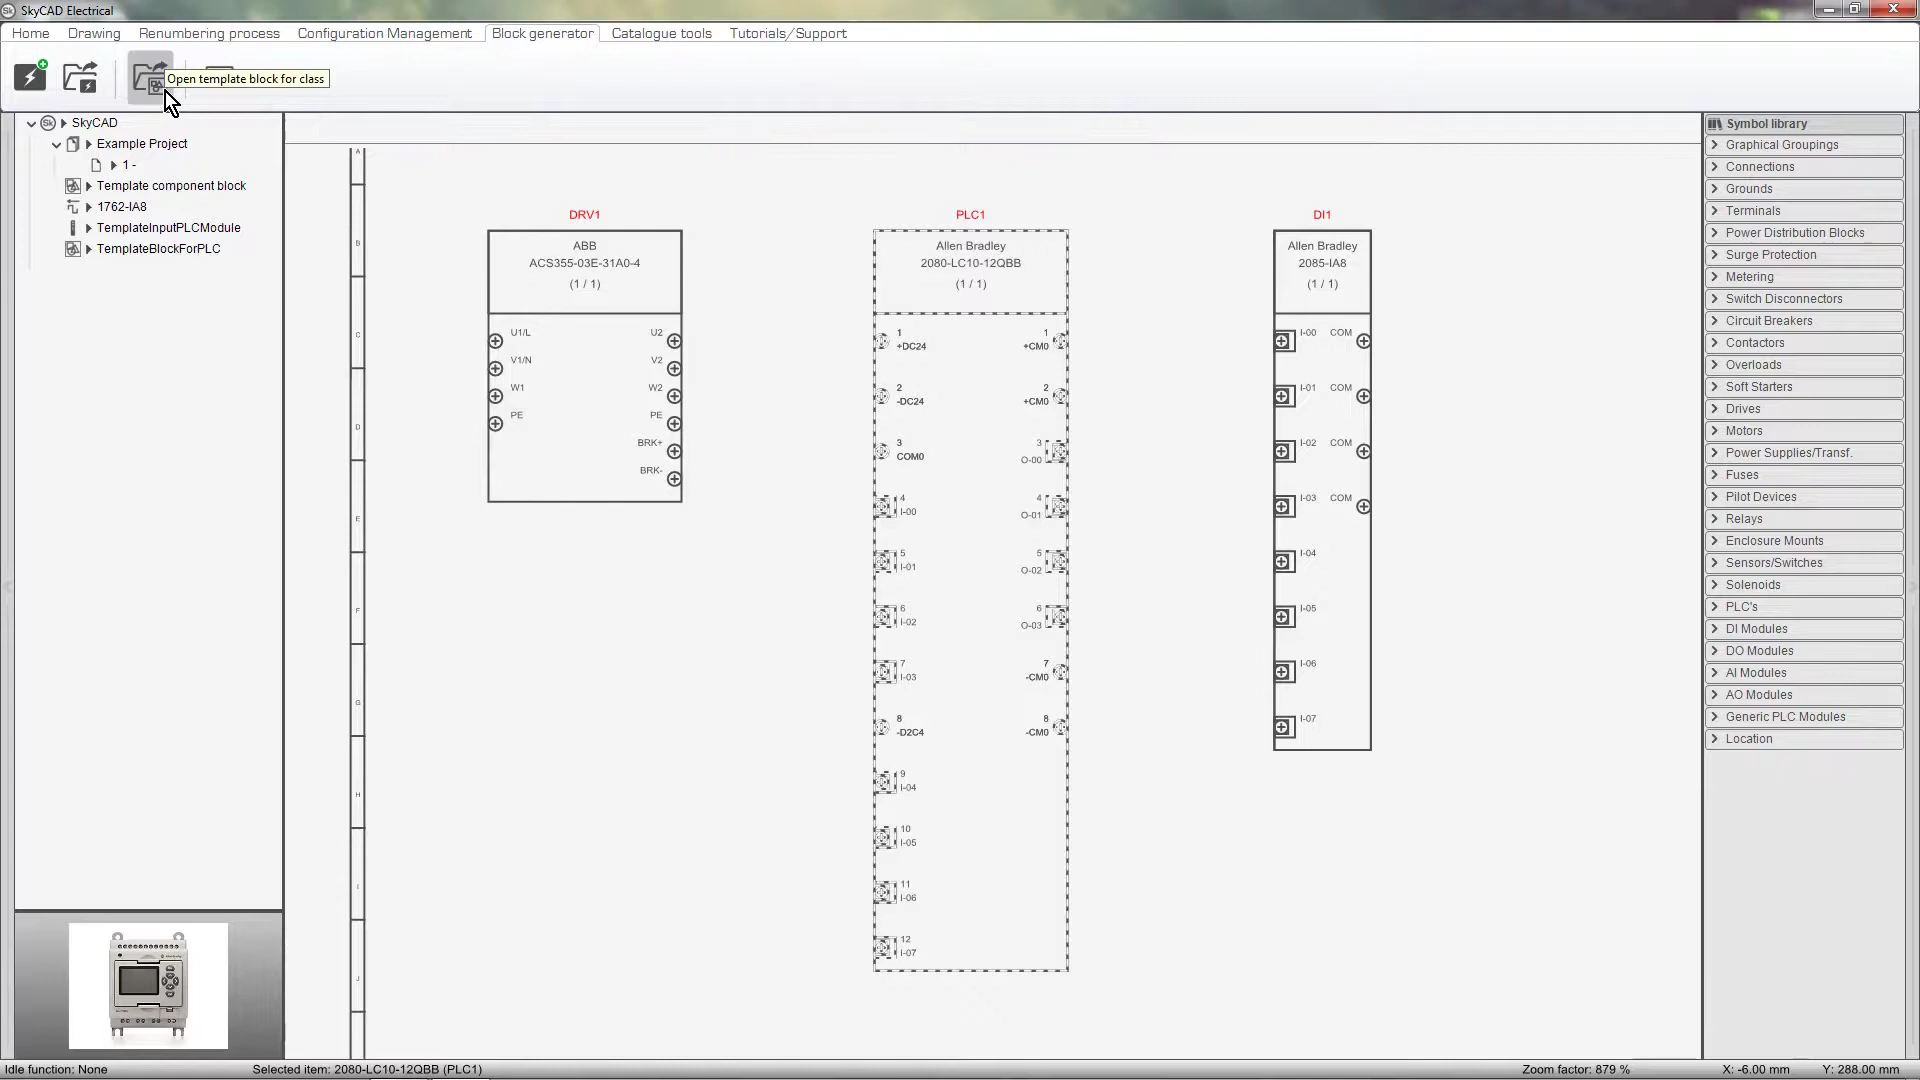 SkyCAD Electrical
Home Drawing Renumbering process Configuration Management Block generator Catalogue tools Tutorials/Support
Open template block for class
SkyCAD
Example Project
1 -
Template component block
1762-IA8
TemplateInputPLCModule
TemplateBlockForPLC
A
B
C
D
E
F
G
H
I
J
DRV1
ABB
ACS355-03E-31A0-4
(1 / 1)
U1/L U2
V1/N V2
W1 W2
PE PE
BRK+
BRK-
PLC1
Allen Bradley
2080-LC10-12QBB
(1 / 1)
1 1
+DC24 +CM0
2 2
-DC24 +CM0
3 3
COM0 O-00
4 4
I-00 O-01
5 5
I-01 O-02
6 6
I-02 O-03
7 7
I-03 -CM0
8 8
-D2C4 -CM0
9
I-04
10
I-05
11
I-06
12
I-07
DI1
Allen Bradley
2085-IA8
(1 / 1)
I-00 COM
I-01 COM
I-02 COM
I-03 COM
I-04
I-05
I-06
I-07
Symbol library
Graphical Groupings
Connections
Grounds
Terminals
Power Distribution Blocks
Surge Protection
Metering
Switch Disconnectors
Circuit Breakers
Contactors
Overloads
Soft Starters
Drives
Motors
Power Supplies/Transf.
Fuses
Pilot Devices
Relays
Enclosure Mounts
Sensors/Switches
Solenoids
PLC's
DI Modules
DO Modules
AI Modules
AO Modules
Generic PLC Modules
Location
Idle function: None Selected item: 2080-LC10-12QBB (PLC1) Zoom factor: 879 % X: -6.00 mm Y: 288.00 mm